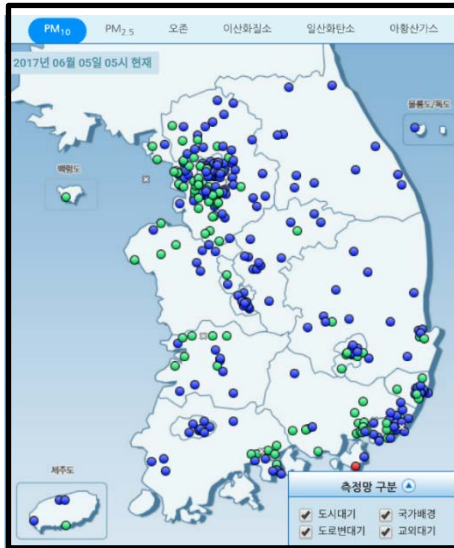 PM10 PM2.5 오존 이산화질소 일산화탄소 아황산가스
2017년 06월 05일 05시 현재
울릉도/독도
백령도
제주도
측정망 구분
도시대기 국가배경
도로변대기 교외대기